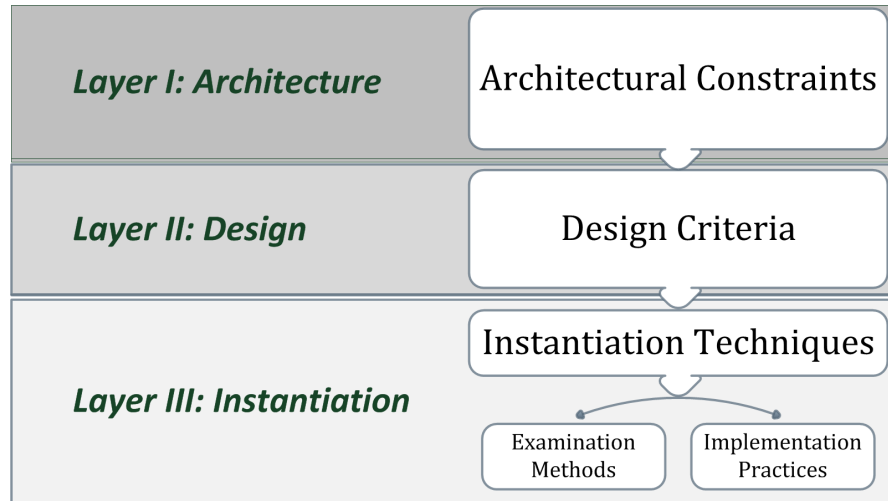 Layer I: Architecture
Architectural Constraints
Layer II: Design
Design Criteria
Layer III: Instantiation
Instantiation Techniques
Examination
Methods
Implementation
Practices